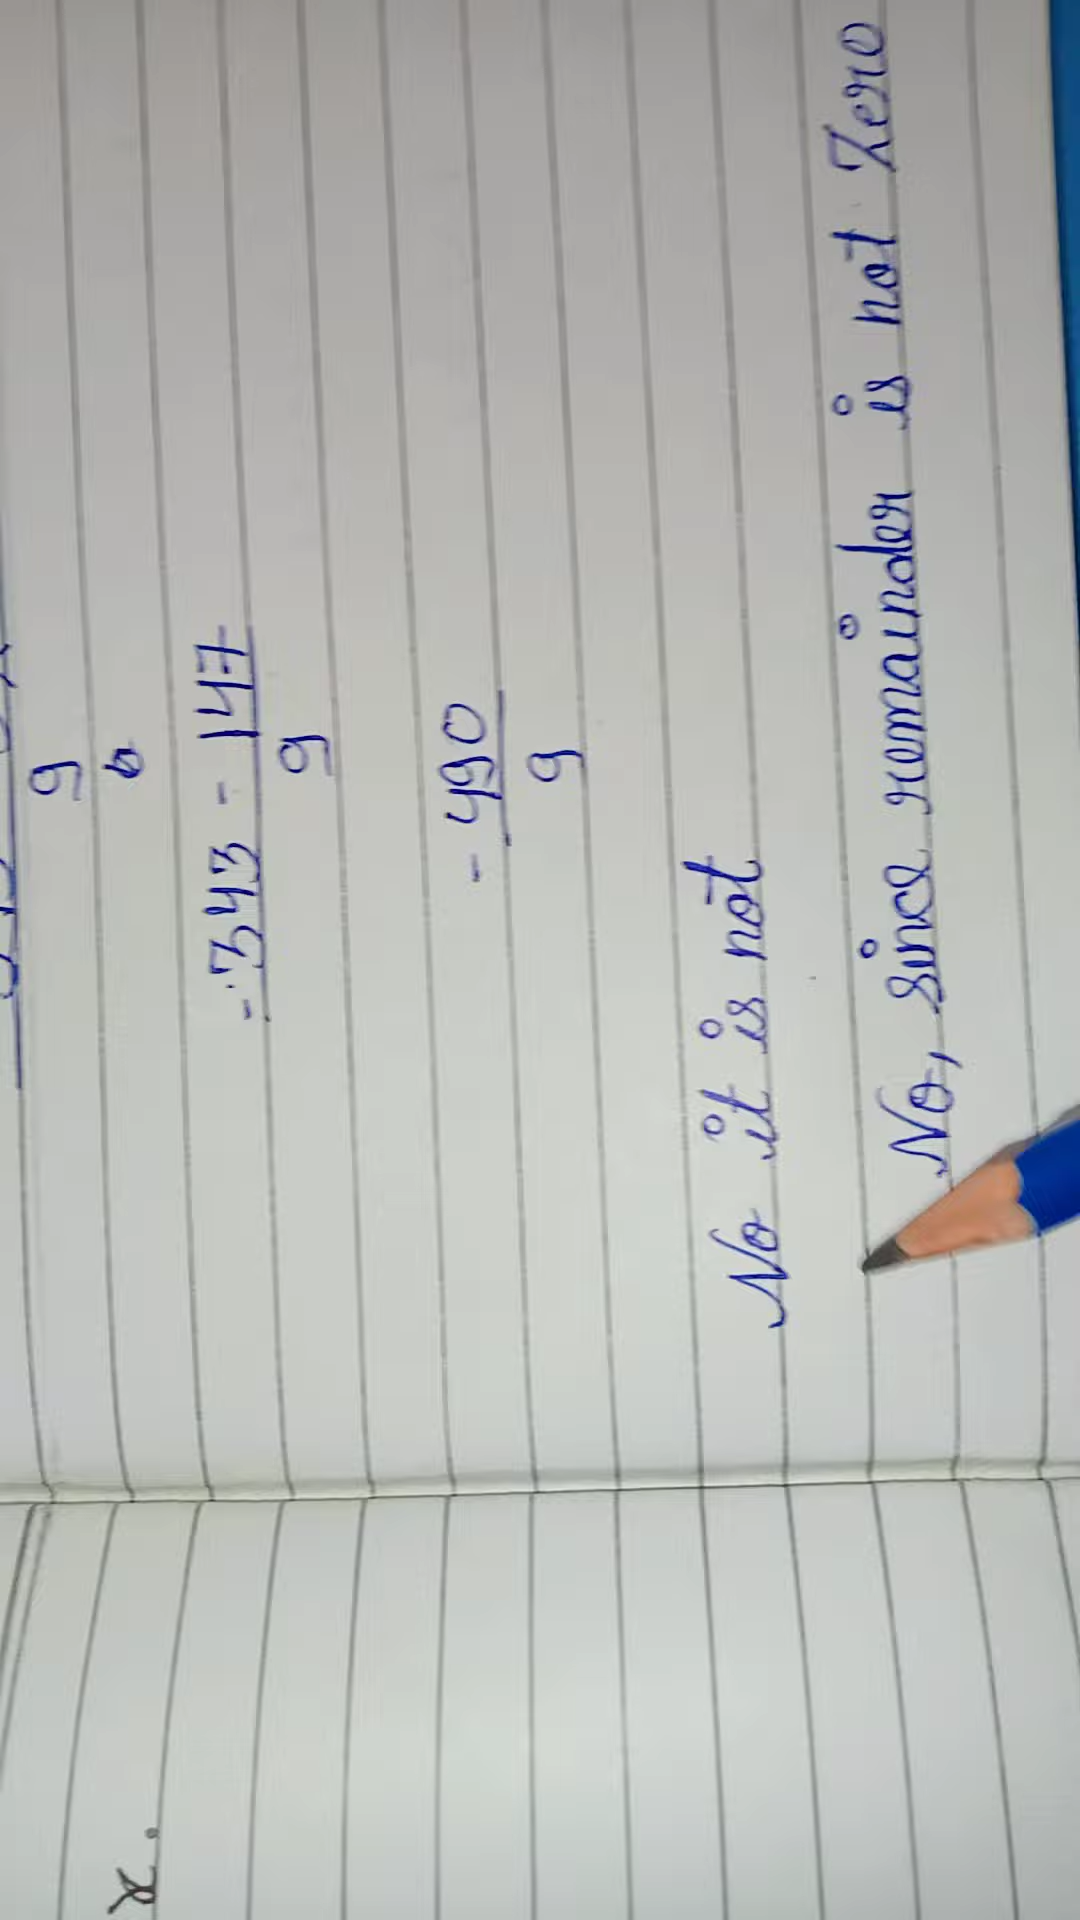 9
- 343 - 147
9
- 490
9
No it is not
No, Since remainder is not Zero
x.